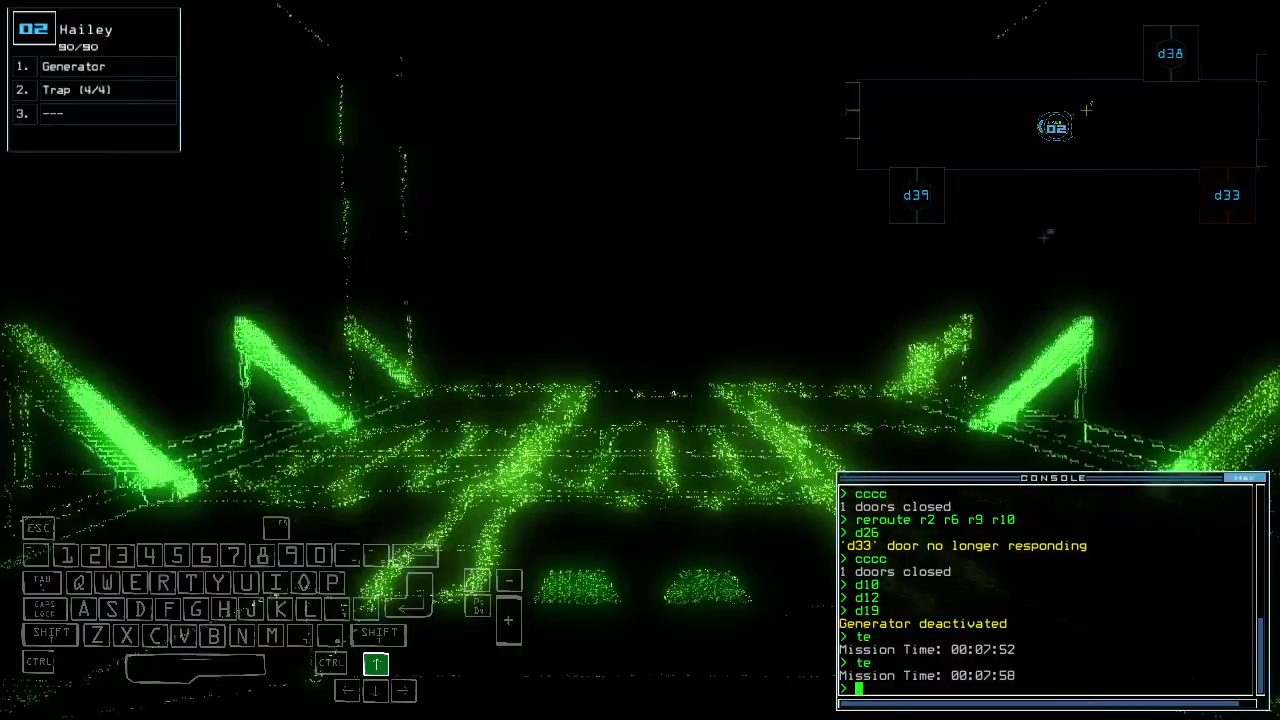 02 Hailey
90/90
1. Generator
2. Trap (4/4)
3. ---
d38
02
d39
d33
CONSOLE
> cccc
1 doors closed
> reroute r2 r6 r9 r10
> d26
'd33' door no longer responding
> cccc
1 doors closed
> d10
> d12
> d19
Generator deactivated
> te
Mission Time: 00:07:52
> te
Mission Time: 00:07:58
>
ESC
1 2 3 4 5 6 7 8 9 0
TAB Q W E R T Y U I O P
CAPS LOCK A S D F G H J K L
SHIFT Z X C V B N M SHIFT
CTRL CTRL ↑
← ↓ →
-
+